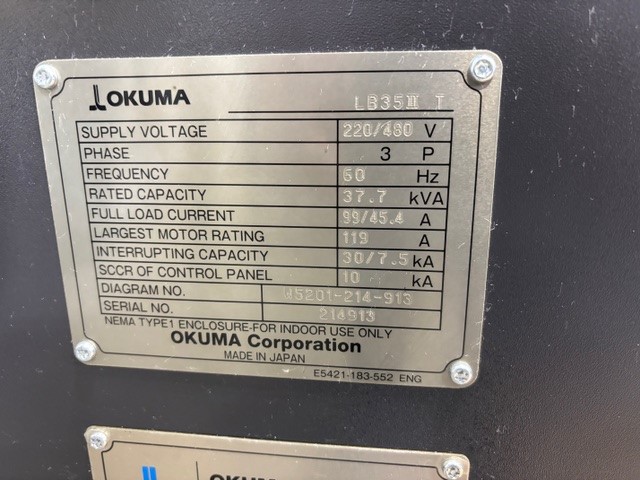 OKUMA LB35Ⅲ T
SUPPLY VOLTAGE 220/480 V
PHASE 3 P
FREQUENCY 60 Hz
RATED CAPACITY 37.7 kVA
FULL LOAD CURRENT 99/45.4 A
LARGEST MOTOR RATING 119 A
INTERRUPTING CAPACITY 30/7.5 kA
SCCR OF CONTROL PANEL 10 kA
DIAGRAM NO. W5201-214-913
SERIAL NO. 214913
NEMA TYPE1 ENCLOSURE-FOR INDOOR USE ONLY
OKUMA Corporation
MADE IN JAPAN
E5421-183-552 ENG